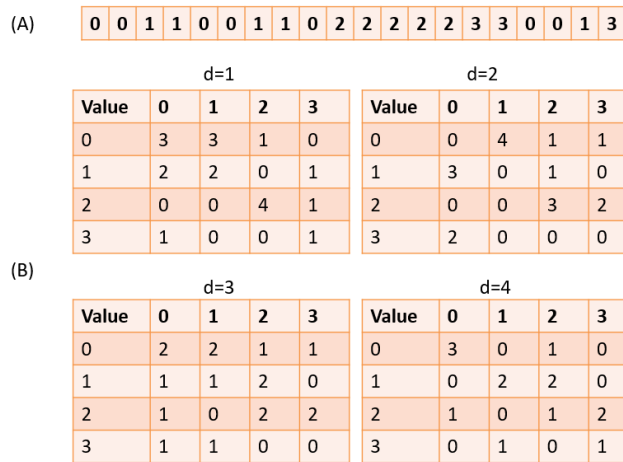 (A) 0 0 1 1 0 0 1 1 0 2 2 2 2 2 3 3 0 0 1 3
d=1 d=2
Value 0 1 2 3 Value 0 1 2 3
0 3 3 1 0 0 0 4 1 1
1 2 2 0 1 1 3 0 1 0
2 0 0 4 1 2 0 0 3 2
3 1 0 0 1 3 2 0 0 0
(B)
d=3 d=4
Value 0 1 2 3 Value 0 1 2 3
0 2 2 1 1 0 3 0 1 0
1 1 1 2 0 1 0 2 2 0
2 1 0 2 2 2 1 0 1 2
3 1 1 0 0 3 0 1 0 1